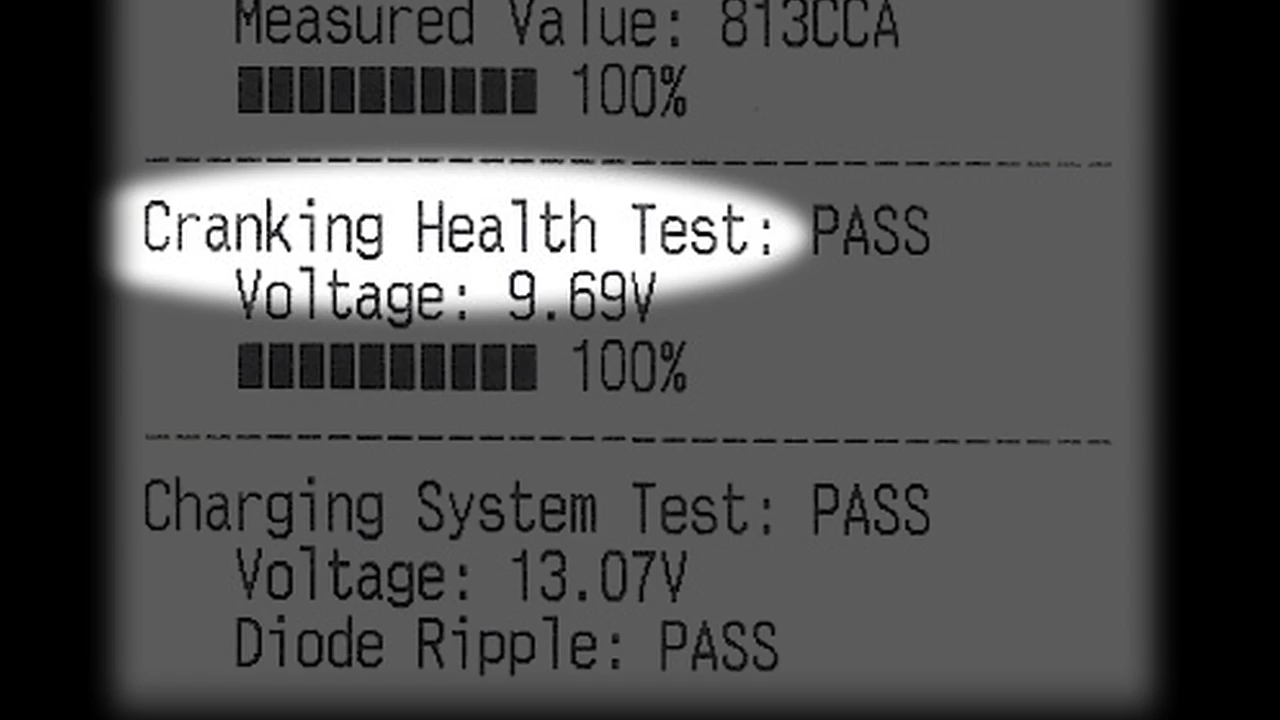 Measured Value: 813CCA
100%
Cranking Health Test: PASS
Voltage: 9.69V
100%
Charging System Test: PASS
Voltage: 13.07V
Diode Ripple: PASS